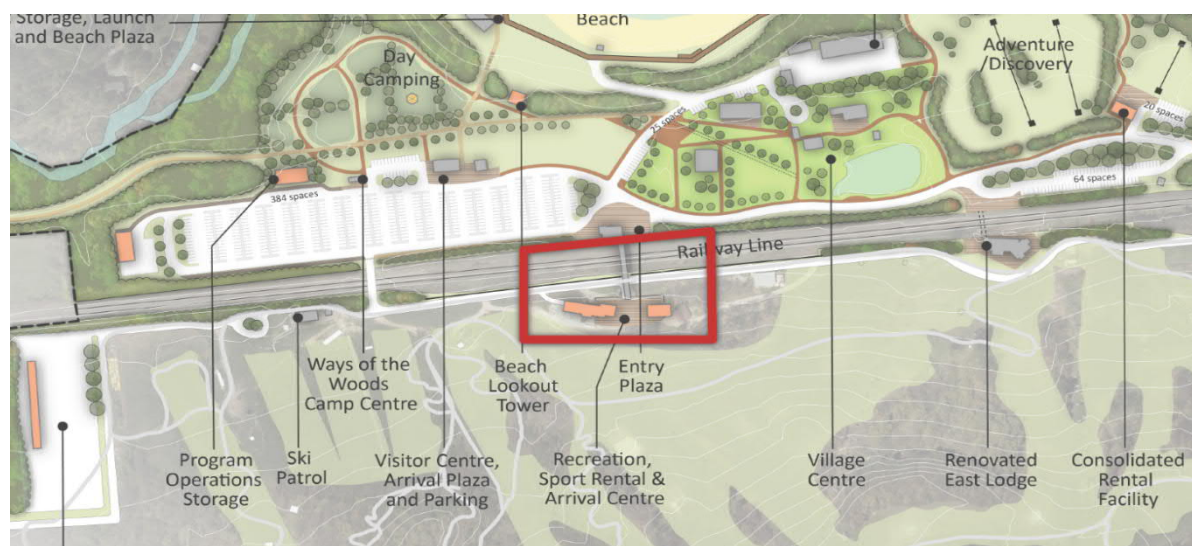 Storage, Launch
and Beach Plaza
Beach
Day
Camping
Adventure
/Discovery
25 spaces
20 spaces
384 spaces
64 spaces
Railway Line
Ways of the
Woods
Camp Centre
Beach
Lookout
Tower
Entry
Plaza
Program
Operations
Storage
Ski
Patrol
Visitor Centre,
Arrival Plaza
and Parking
Recreation,
Sport Rental &
Arrival Centre
Village
Centre
Renovated
East Lodge
Consolidated
Rental
Facility